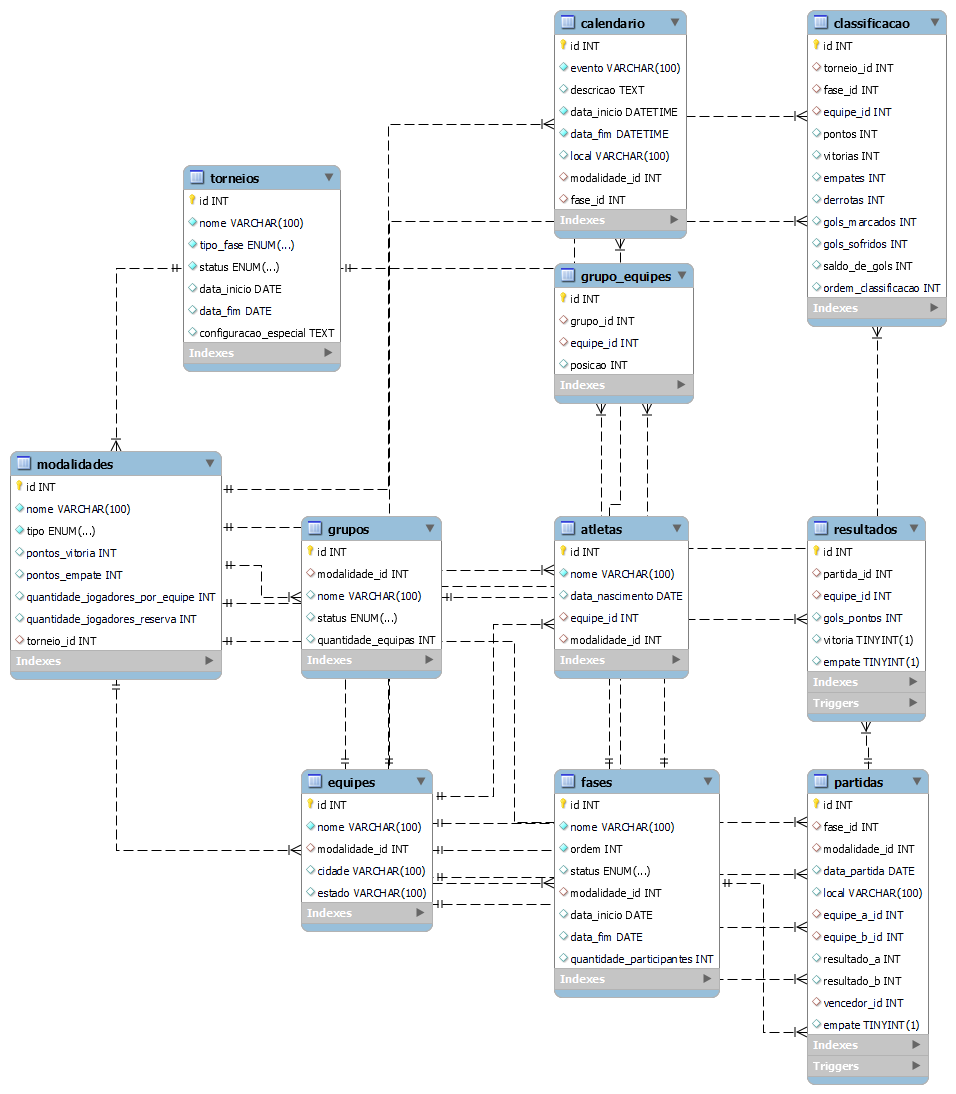 calendario
id INT
evento VARCHAR(100)
descricao TEXT
data_inicio DATETIME
data_fim DATETIME
local VARCHAR(100)
modalidade_id INT
fase_id INT
Indexes
classificacao
id INT
torneio_id INT
fase_id INT
equipe_id INT
pontos INT
vitorias INT
empates INT
derrotas INT
gols_marcados INT
gols_sofridos INT
saldo_de_gols INT
ordem_classificacao INT
Indexes
torneios
id INT
nome VARCHAR(100)
tipo_fase ENUM(...)
status ENUM(...)
data_inicio DATE
data_fim DATE
configuracao_especial TEXT
Indexes
grupo_equipes
id INT
grupo_id INT
equipe_id INT
posicao INT
Indexes
modalidades
id INT
nome VARCHAR(100)
tipo ENUM(...)
pontos_vitoria INT
pontos_empate INT
quantidade_jogadores_por_equipe INT
quantidade_jogadores_reserva INT
torneio_id INT
Indexes
grupos
id INT
modalidade_id INT
nome VARCHAR(100)
status ENUM(...)
quantidade_equipas INT
Indexes
atletas
id INT
nome VARCHAR(100)
data_nascimento DATE
equipe_id INT
modalidade_id INT
Indexes
resultados
id INT
partida_id INT
equipe_id INT
gols_pontos INT
vitoria TINYINT(1)
empate TINYINT(1)
Indexes
Triggers
equipes
id INT
nome VARCHAR(100)
modalidade_id INT
cidade VARCHAR(100)
estado VARCHAR(100)
Indexes
fases
id INT
nome VARCHAR(100)
ordem INT
status ENUM(...)
modalidade_id INT
data_inicio DATE
data_fim DATE
quantidade_participantes INT
Indexes
partidas
id INT
fase_id INT
modalidade_id INT
data_partida DATE
local VARCHAR(100)
equipe_a_id INT
equipe_b_id INT
resultado_a INT
resultado_b INT
vencedor_id INT
empate TINYINT(1)
Indexes
Triggers